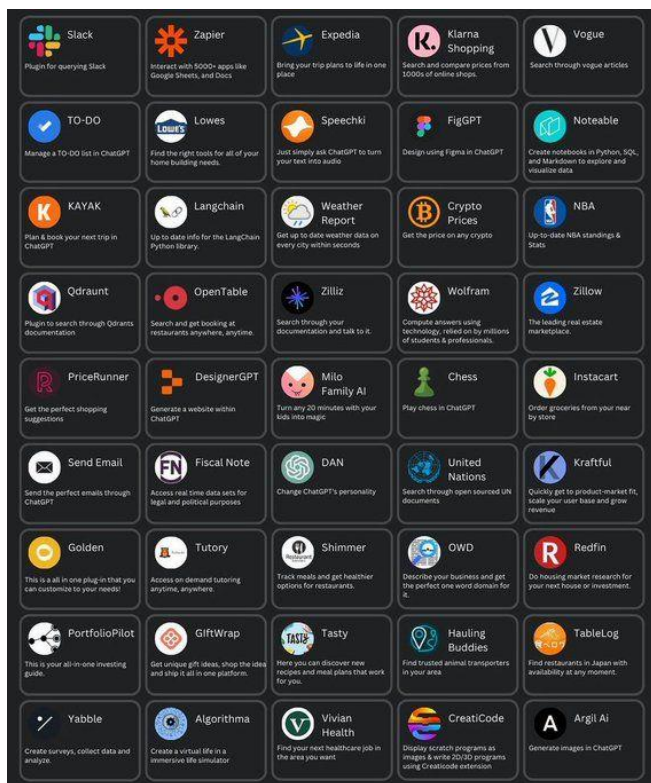 Slack
Plugin for querying Slack
Zapier
Interact with 5000+ apps like
Google Sheets, and Docs
Expedia
Bring your trip plans to life in one
place
K.
Klarna
Shopping
Search and compare prices from
1000s of online shops.
V
Vogue
Search through vogue articles
TO-DO
Manage a TO-DO list in ChatGPT
LOWE'S
Lowes
Find the right tools for all of your
home building needs.
Speechki
Just simply ask ChatGPT to turn
your text into audio
FigGPT
Design using Figma in ChatGPT
Noteable
Create notebooks in Python, SQL,
and Markdown to explore and
visualize data
K
KAYAK
Plan & book your next trip in
ChatGPT
Langchain
Up to date info for the LangChain
Python library.
Weather
Report
Get up to date weather data on
every city within seconds
Crypto
Prices
Get the price on any crypto
NBA
Up-to-date NBA standings &
Stats
Qdraunt
Plugin to search through Qdrants
documentation
OpenTable
Search and get booking at
restaurants anywhere, anytime.
Zilliz
Search through your
documentation and talk to it.
Wolfram
Compute answers using
technology, relied on by millions
of students & professionals.
Zillow
The leading real estate
marketplace.
R
PriceRunner
Get the perfect shopping
suggestions
DesignerGPT
Generate a website within
ChatGPT
Milo
Family AI
Turn any 20 minutes with your
kids into magic
Chess
Play chess in ChatGPT
Instacart
Order groceries from your near
by store
Send Email
Send the perfect emails through
ChatGPT
FN
Fiscal Note
Access real time data sets for
legal and political purposes
DAN
Change ChatGPT's personality
United
Nations
Search through open sourced UN
documents
K
Kraftful
Quickly get to product-market fit,
scale your user base and grow
revenue
Golden
This is a all in one plug-in that you
can customize to your needs!
Tutory
Access on demand tutoring
anytime, anywhere.
Restaurant
Shimmer
Track meals and get healthier
options for restaurants.
OWD
Describe your business and get
the perfect one word domain for
it.
R
Redfin
Do housing market research for
your next house or investment.
PortfolioPilot
This is your all-in-one investing
guide.
GIftWrap
Get unique gift ideas, shop the idea
and ship it all in one platform.
TASTY
Tasty
Here you can discover new
recipes and meal plans that work
for you.
Hauling
Buddies
Find trusted animal transporters
in your area
食べログ
TableLog
Find restaurants in Japan with
availability at any moment.
Yabble
Create surveys, collect data and
analyze.
Algorithma
Create a virtual life in a
immersive life simulator
V
Vivian
Health
Find your next healthcare job in
the area you want
CreatiCode
Display scratch programs as
images & write 2D/3D programs
using Creaticode extension
A
Argil Ai
Generate images in ChatGPT